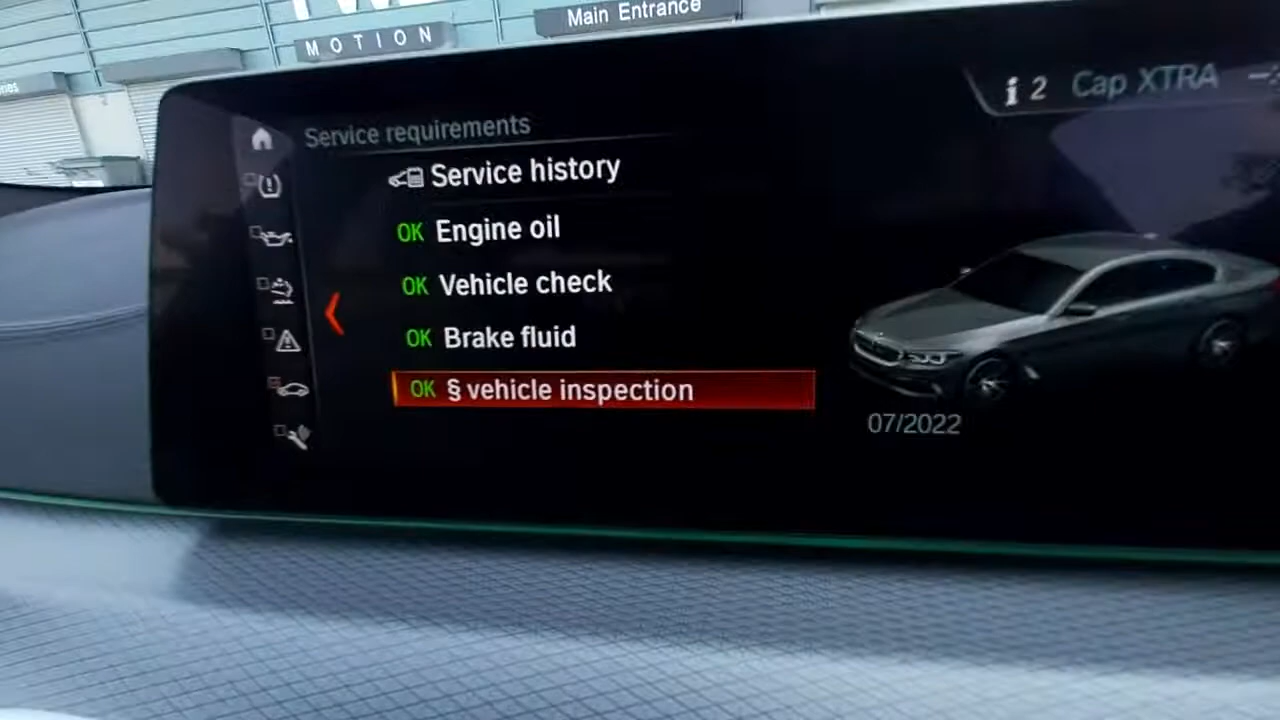 Main Entrance
MOTION
i 2 Cap XTRA
Service requirements
Service history
OK Engine oil
OK Vehicle check
OK Brake fluid
OK § vehicle inspection
07/2022